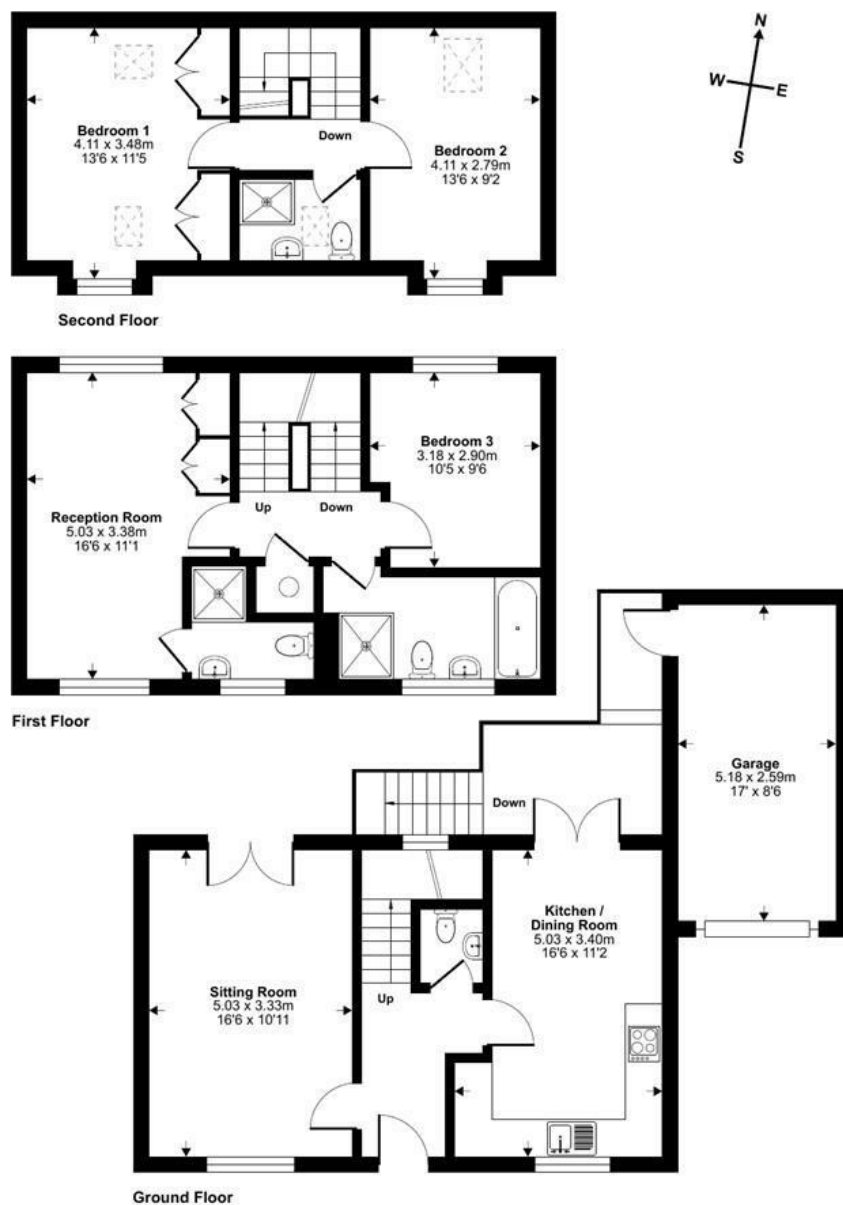 N
W
E
S
Bedroom 1
4.11 x 3.48m
13'6 x 11'5
Down
Bedroom 2
4.11 x 2.79m
13'6 x 9'2
Second Floor
Reception Room
5.03 x 3.38m
16'6 x 11'1
Up
Down
Bedroom 3
3.18 x 2.90m
10'5 x 9'6
First Floor
Garage
5.18 x 2.59m
17' x 8'6
Down
Sitting Room
5.03 x 3.33m
16'6 x 10'11
Up
Kitchen /
Dining Room
5.03 x 3.40m
16'6 x 11'2
Ground Floor